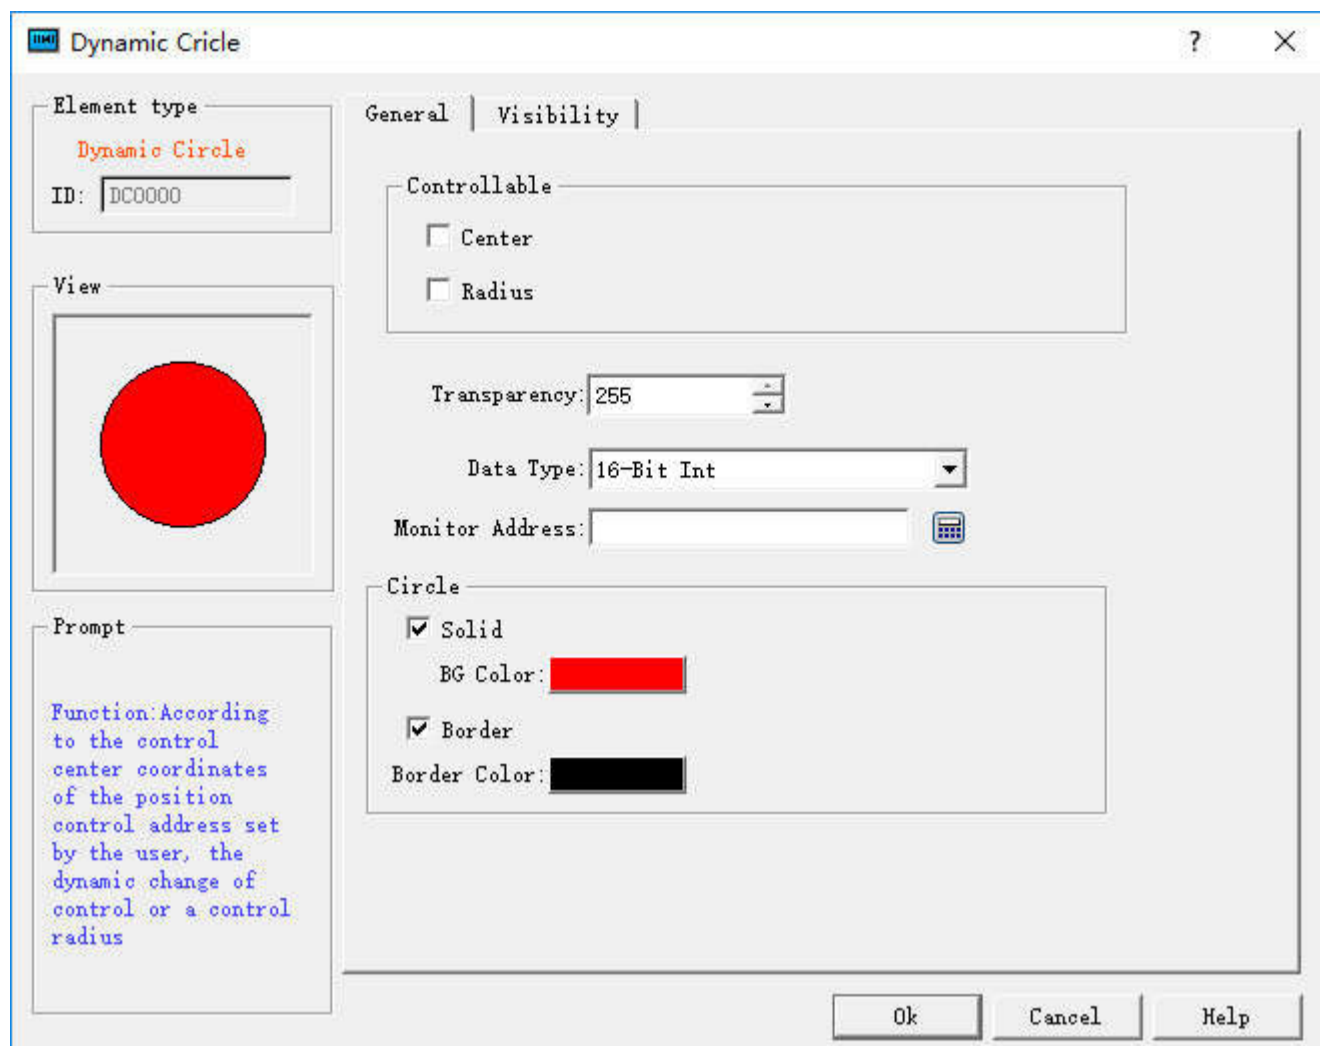 Dynamic Cricle
?
Element type
Dynamic Circle
ID: DC0000
View
Prompt
Function:According
to the control
center coordinates
of the position
control address set
by the user, the
dynamic change of
control or a control
radius
General
Visibility
Controllable
Center
Radius
Transparency: 255
Data Type: 16-Bit Int
Monitor Address:
Circle
Solid
BG Color:
Border
Border Color:
Ok
Cancel
Help